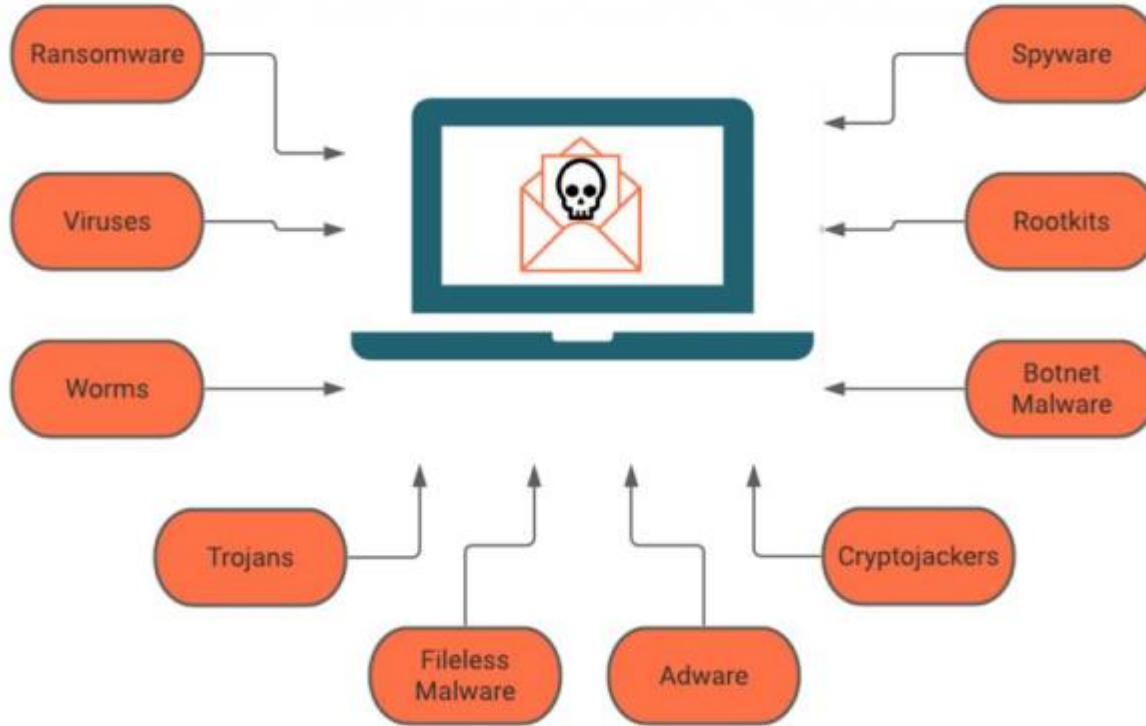 Ransomware
Spyware
Viruses
Rootkits
Worms
Botnet
Malware
Trojans
Cryptojackers
Fileless
Malware
Adware